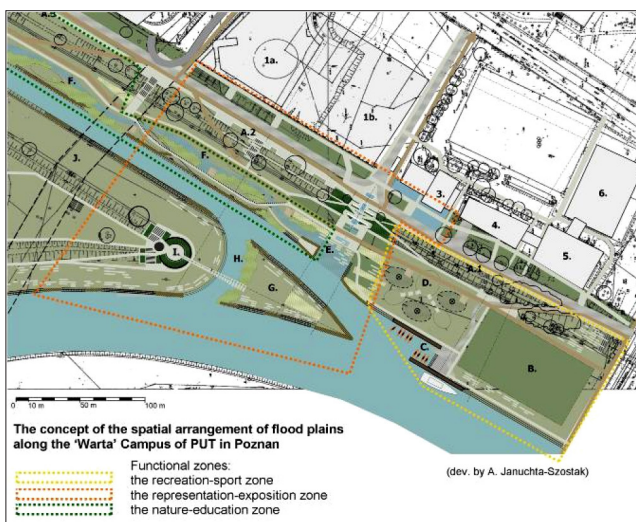 A.3
1a.
F.
A.2
1b.
F.
J.
3.
6.
4.
E.
5.
I.
H.
A.1
G.
D.
C.
B.
0 10 m 50 m 100 m
The concept of the spatial arrangement of flood plains
along the 'Warta' Campus of PUT in Poznan
Functional zones:
the recreation-sport zone
(dev. by A. Januchta-Szostak)
the representation-exposition zone
the nature-education zone